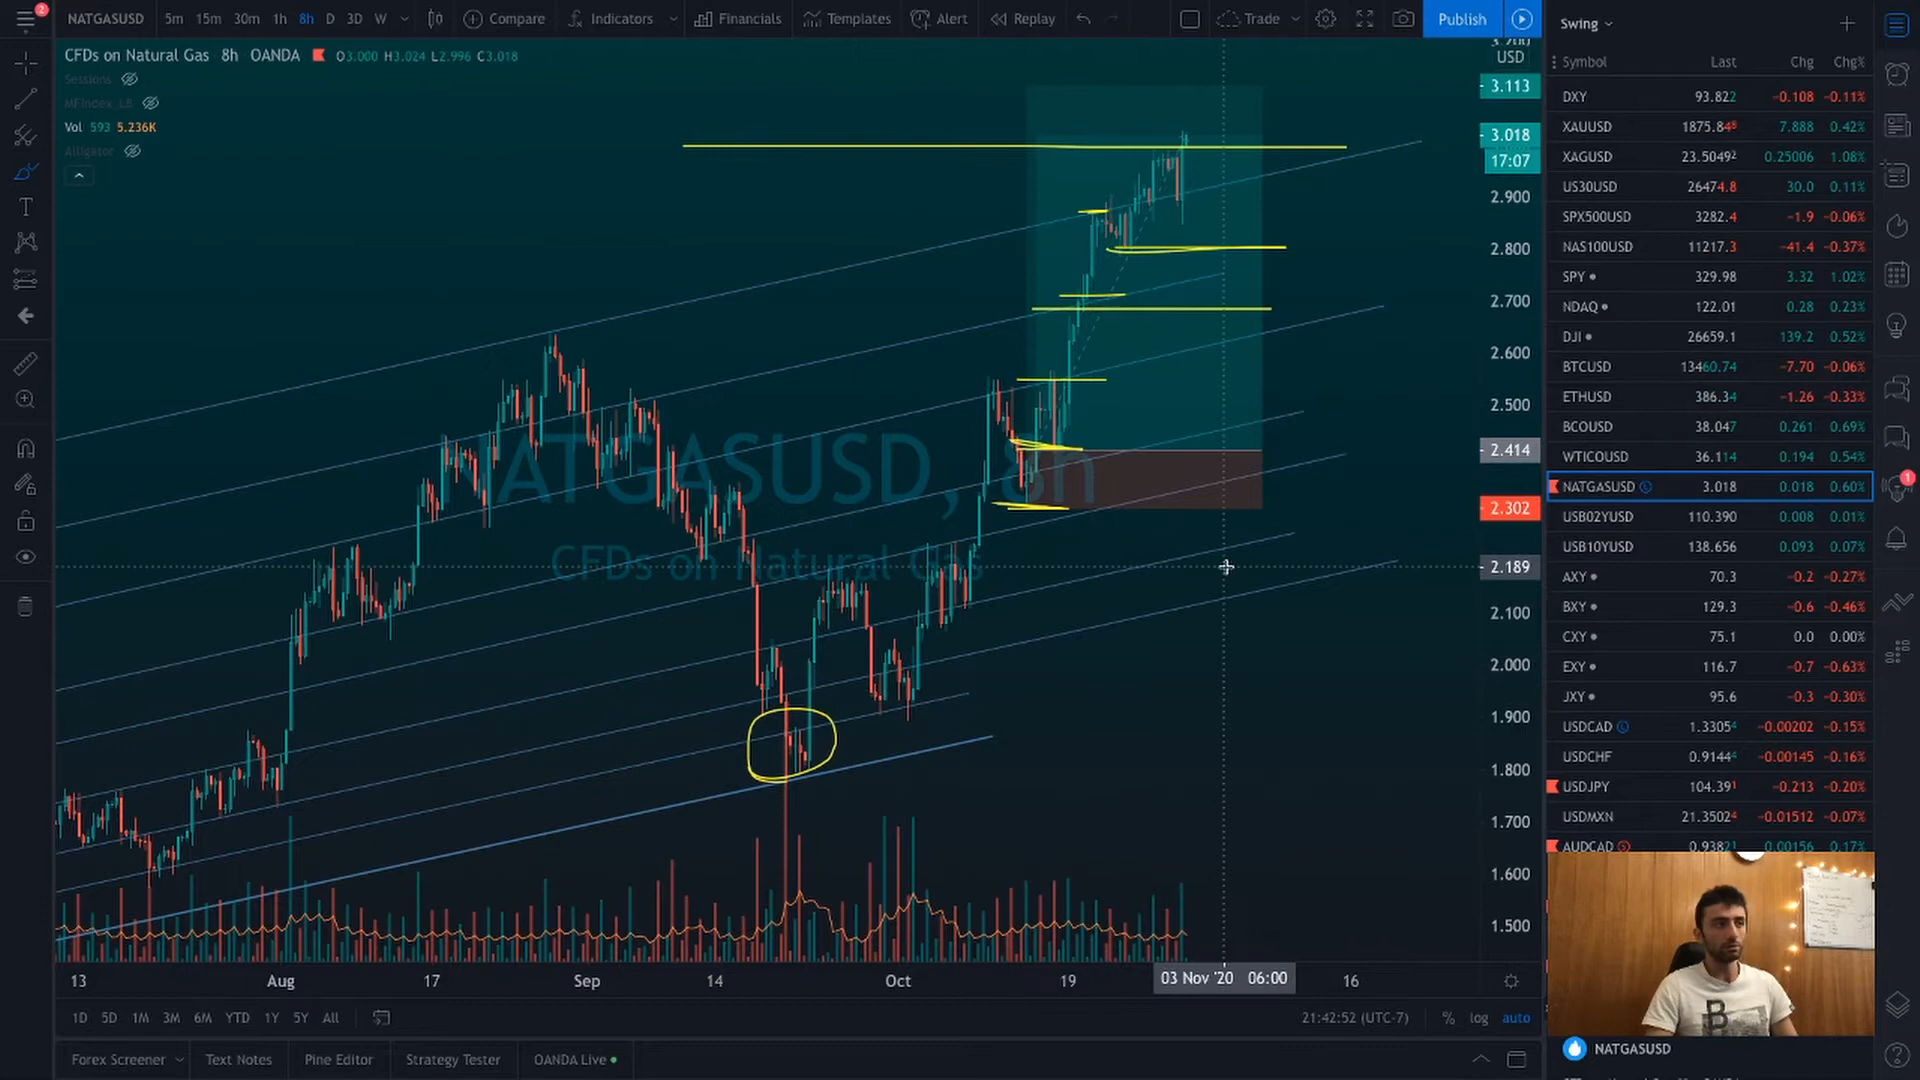 2
NATGASUSD 5m 15m 30m 1h 8h D 3D W Compare Indicators Financials Templates Alert Replay Trade Publish
CFDs on Natural Gas 8h OANDA O3.000 H3.024 L2.996 C3.018
Sessions
MFIndex_LB
Vol 593 5.236K
Alligator
NATGASUSD, 8h
CFDs on Natural Gas
3.200
USD
3.113
3.018
17:07
2.900
2.800
2.700
2.600
2.500
2.414
2.302
2.189
2.100
2.000
1.900
1.800
1.700
1.600
1.500
13 Aug 17 Sep 14 Oct 19 03 Nov '20 06:00 16
1D 5D 1M 3M 6M YTD 1Y 5Y All 21:42:52 (UTC-7) % log auto
Forex Screener Text Notes Pine Editor Strategy Tester OANDA Live
Swing
Symbol Last Chg Chg%
DXY 93.822 -0.108 -0.11%
XAUUSD 1875.848 7.888 0.42%
XAGUSD 23.50492 0.25006 1.08%
US30USD 26474.8 30.0 0.11%
SPX500USD 3282.4 -1.9 -0.06%
NAS100USD 11217.3 -41.4 -0.37%
SPY 329.98 3.32 1.02%
NDAQ 122.01 0.28 0.23%
DJI 26659.1 139.2 0.52%
BTCUSD 13460.74 -7.70 -0.06%
ETHUSD 386.34 -1.26 -0.33%
BCOUSD 38.047 0.261 0.69%
WTICOUSD 36.114 0.194 0.54%
NATGASUSD 3.018 0.018 0.60%
USB02YUSD 110.390 0.008 0.01%
USB10YUSD 138.656 0.093 0.07%
AXY 70.3 -0.2 -0.27%
BXY 129.3 -0.6 -0.46%
CXY 75.1 0.0 0.00%
EXY 116.7 -0.7 -0.63%
JXY 95.6 -0.3 -0.30%
USDCAD 1.33054 -0.00202 -0.15%
USDCHF 0.91444 -0.00145 -0.16%
USDJPY 104.391 -0.213 -0.20%
USDMXN 21.35024 -0.01512 -0.07%
AUDCAD 0.93821 0.00156 0.17%
B
NATGASUSD
1